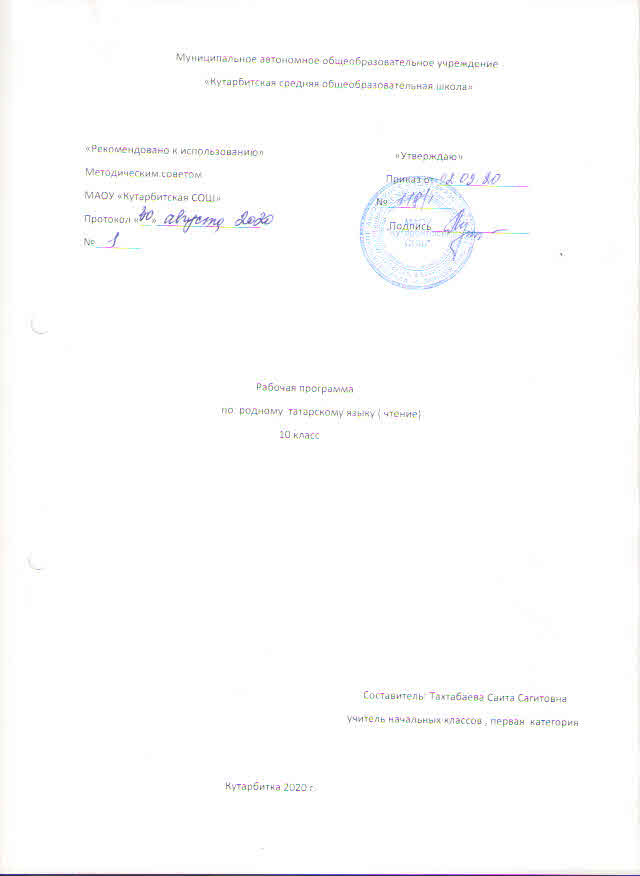 Муниципальное автономное общеобразовательное учреждение
«Кутарбитская средняя общеобразовательная школа»
«Рекомендовано к использованию»
Методическим советом
МАОУ «Кутарбитская СОШ»
Протокол «30» августа 2020
№ 1
«Утверждаю»
Приказ от 02.09.20
№ 118/1
Подпись
СОШ"
Рабочая программа
по родному татарскому языку ( чтение)
10 класс
Составитель: Тахтабаева Саита Сагитовна
учитель начальных классов , первая категория
Кутарбитка 2020 г.